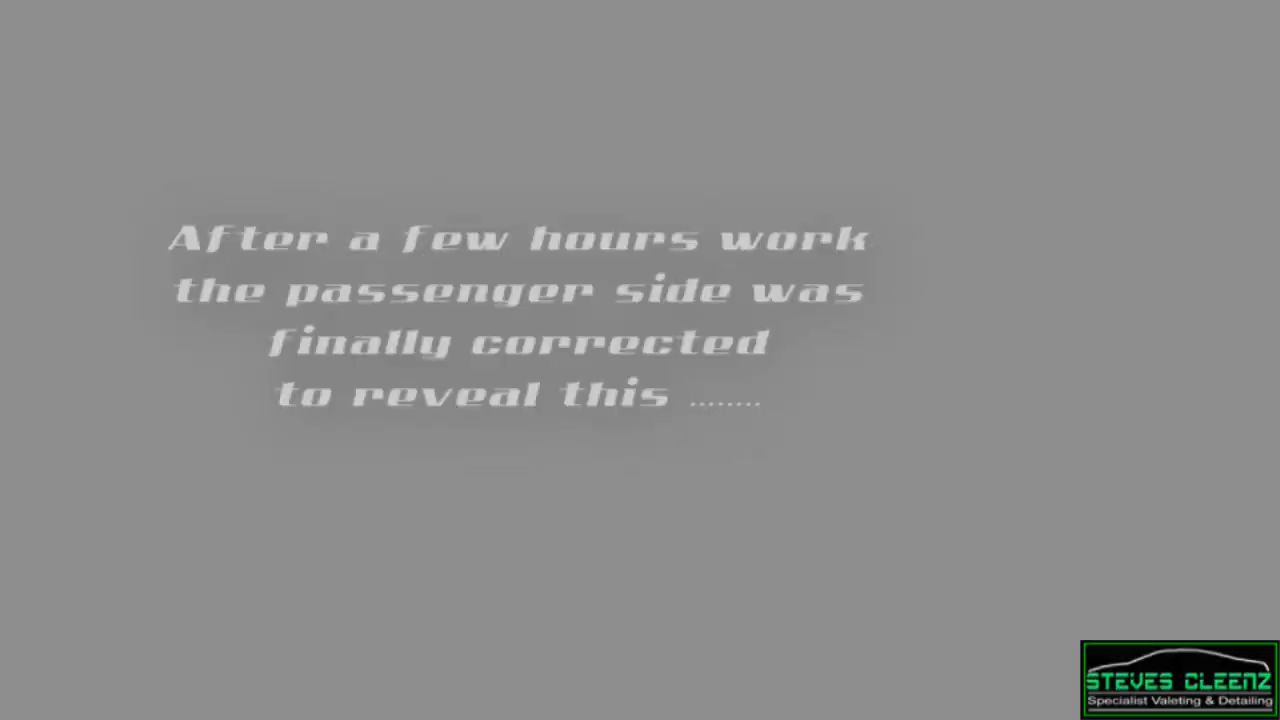 After a few hours work
the passenger side was
finally corrected
to reveal this ........
STEVES CLEENZ
Specialist Valeting & Detailing